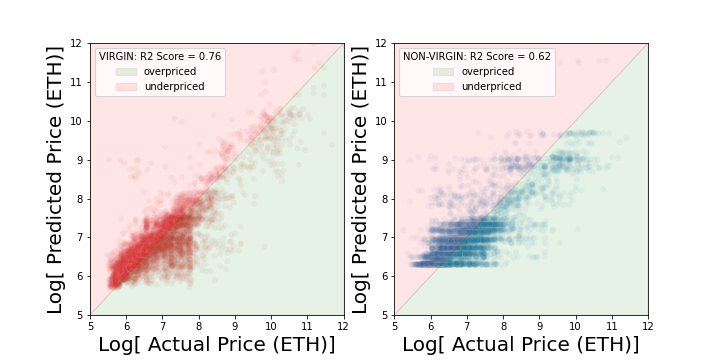 VIRGIN: R2 Score = 0.76
overpriced
underpriced
Log[ Predicted Price (ETH)]
12
11
10
9
8
7
6
5
5 6 7 8 9 10 11 12
Log[ Actual Price (ETH)]
NON-VIRGIN: R2 Score = 0.62
overpriced
underpriced
Log[ Predicted Price (ETH)]
12
11
10
9
8
7
6
5
5 6 7 8 9 10 11 12
Log[ Actual Price (ETH)]